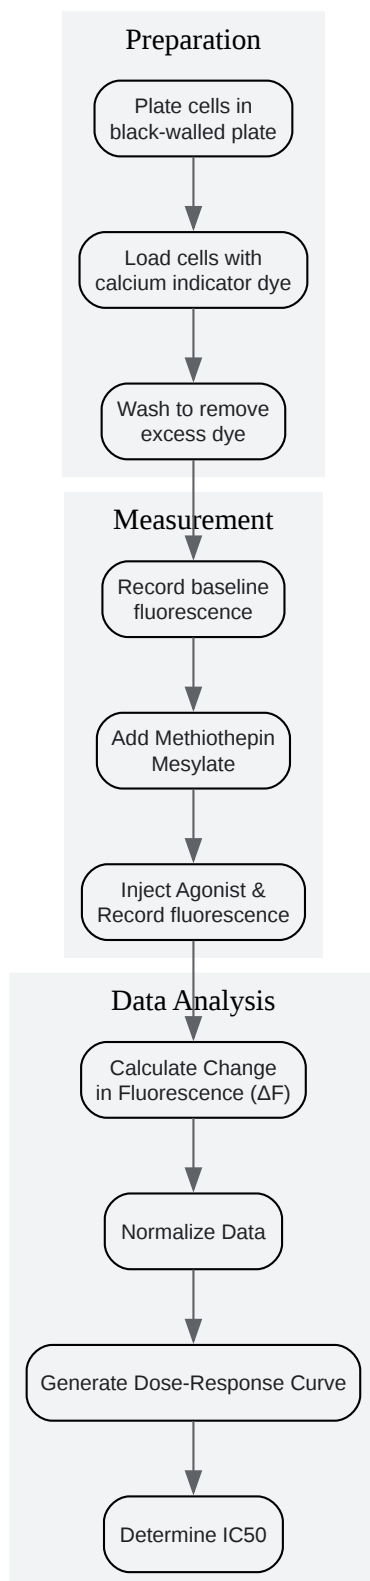 Preparation
Plate cells in
black-walled plate
Load cells with
calcium indicator dye
Wash to remove
excess dye
Measurement
Record baseline
fluorescence
Add Methiothepin
Mesylate
Inject Agonist &
Record fluorescence
Data Analysis
Calculate Change
in Fluorescence (ΔF)
Normalize Data
Generate Dose-Response Curve
Determine IC50